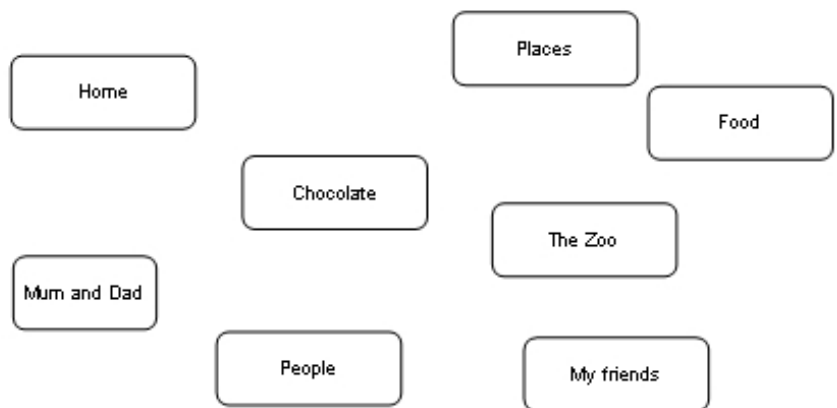 Places
Home
Food
Chocolate
The Zoo
Mum and Dad
People
My friends